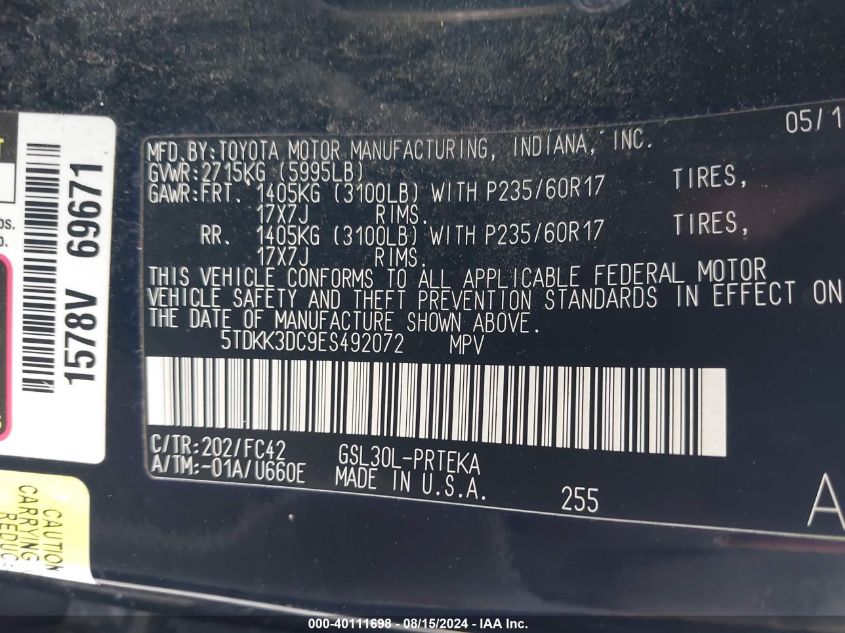 05/1
MFD.BY:TOYOTA MOTOR MANUFACTURING, INDIANA, INC.
GVWR:2715KG (5995LB)
GAWR:FRT. 1405KG (3100LB) WITH P235/60R17 TIRES,
17X7J RIMS.
RR. 1405KG (3100LB) WITH P235/60R17 TIRES,
17X7J RIMS.
THIS VEHICLE CONFORMS TO ALL APPLICABLE FEDERAL MOTOR
VEHICLE SAFETY AND THEFT PREVENTION STANDARDS IN EFFECT ON
THE DATE OF MANUFACTURE SHOWN ABOVE.
5TDKK3DC9ES492072 MPV
C/TR:202/FC42 GSL30L-PRTEKA
A/TM:-01A/U660E MADE IN U.S.A.
255
A
1578V 69671
CAUTION
CARRYING
REDUC
000-40111698 - 08/15/2024 - IAA Inc.